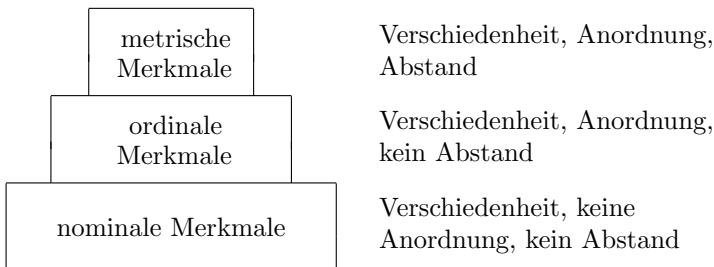 metrische
Merkmale
Verschiedenheit, Anordnung,
Abstand
ordinale
Merkmale
Verschiedenheit, Anordnung,
kein Abstand
nominale Merkmale
Verschiedenheit, keine
Anordnung, kein Abstand